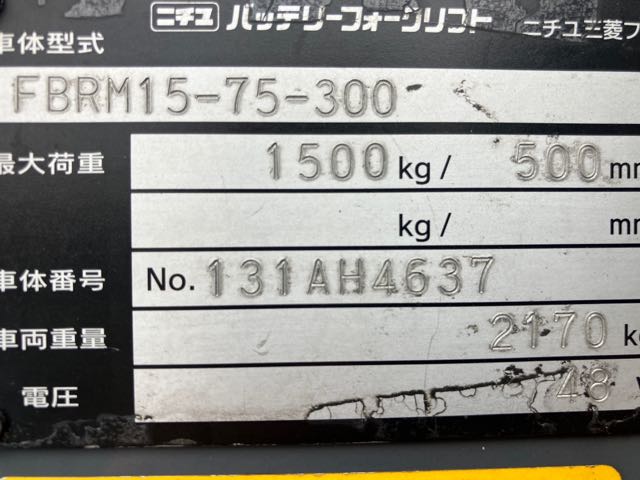 ニチユ バッテリーフォークリフト ニチユ三菱フ
車体型式
FBRM15-75-300
最大荷重 1500 kg/ 500 mm
kg/ mm
車体番号 No. 131AH4637
車両重量 2170 kg
電圧 48 V